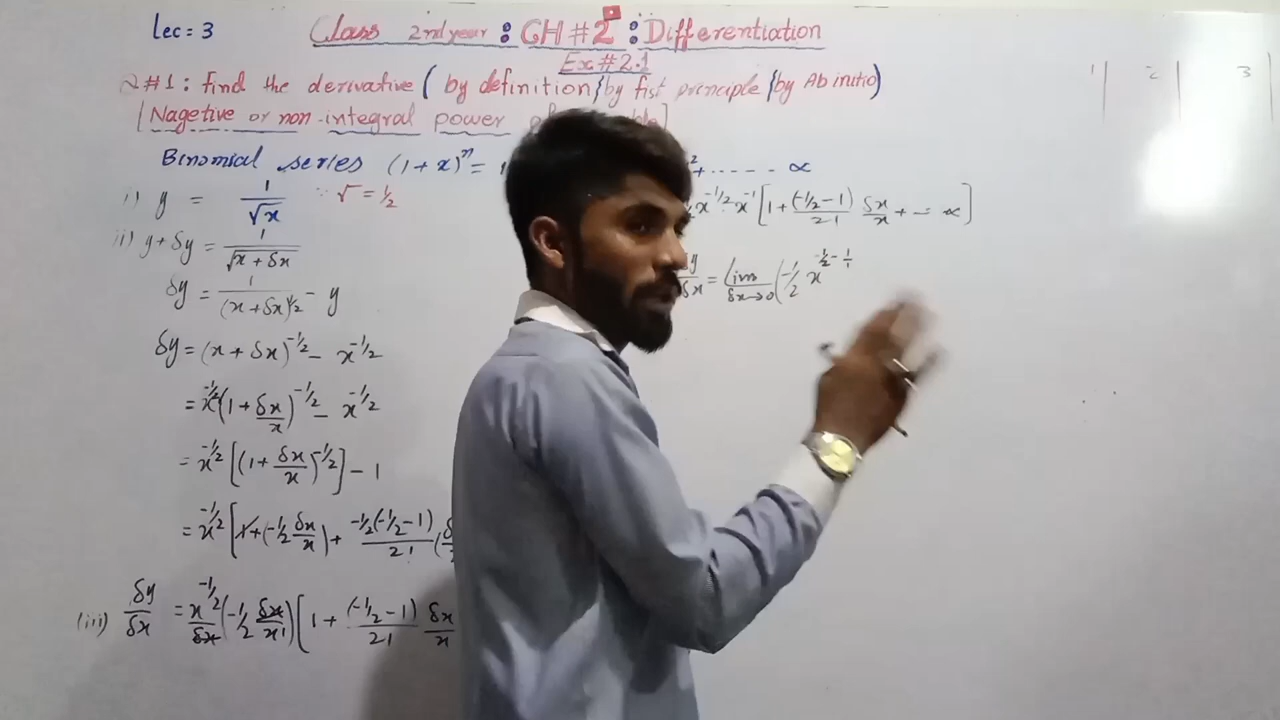 Lec = 3
Class 2nd year : CH # 2 : Differentiation
Ex # 2.1
Q#1: Find the derivative ( by definition / by fist principle / by Ab initio)
[Nagetive or non-integral power
Binomial series (1 + x)ⁿ =
+ - - - - - ∝
i) y = 1/√x ∵ √ = 1/2
ii) y + δy = 1/√(x + δx)
δy = 1/(x + δx)^1/2 - y
δy = (x + δx)^-1/2 - x^-1/2
= x^-1/2 (1 + δx/x)^-1/2 - x^-1/2
= x^-1/2 [(1 + δx/x)^-1/2] - 1
= x^-1/2 [1 + (-1/2 δx/x) + -1/2(-1/2 - 1)/2! (
(iii) δy/δx = x^-1/2/δx (-1/2 δx/x1) [1 + (-1/2 - 1)/2! δx/x
x^-1/2 x^-1 [1 + (-1/2 - 1)/2! δx/x + -- ∝]
δx = Lim δx→0 (-1/2 x^-1/2 - 1/1
1 | 2 | 3 |